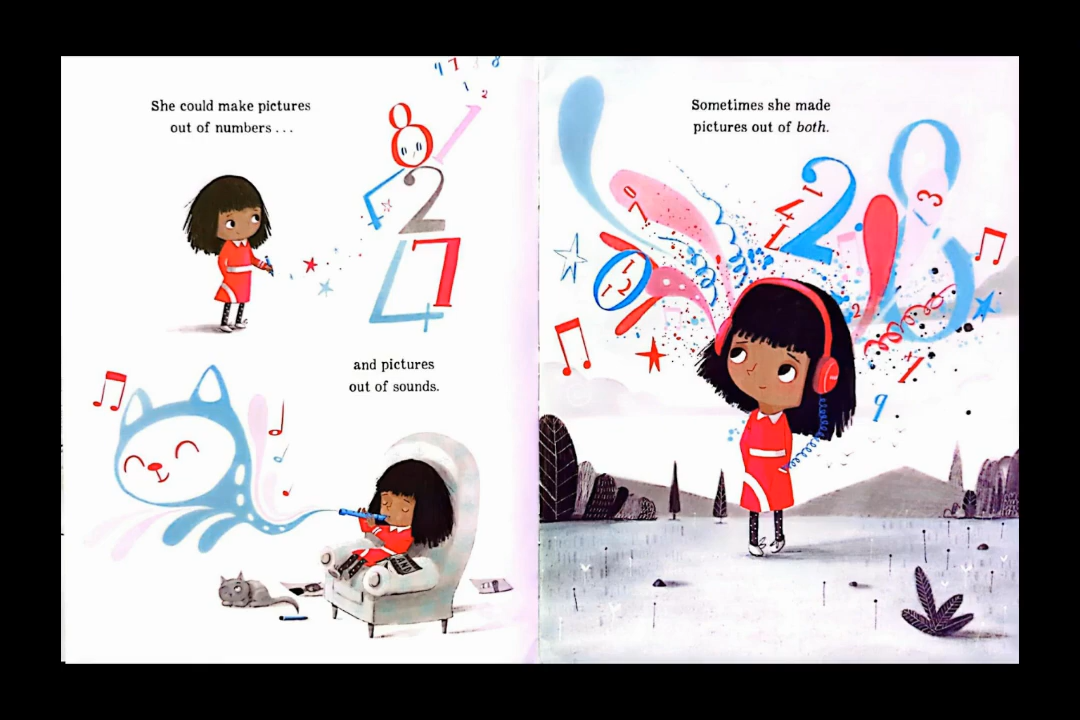 She could make pictures
out of numbers...
and pictures
out of sounds.
Sometimes she made
pictures out of both.